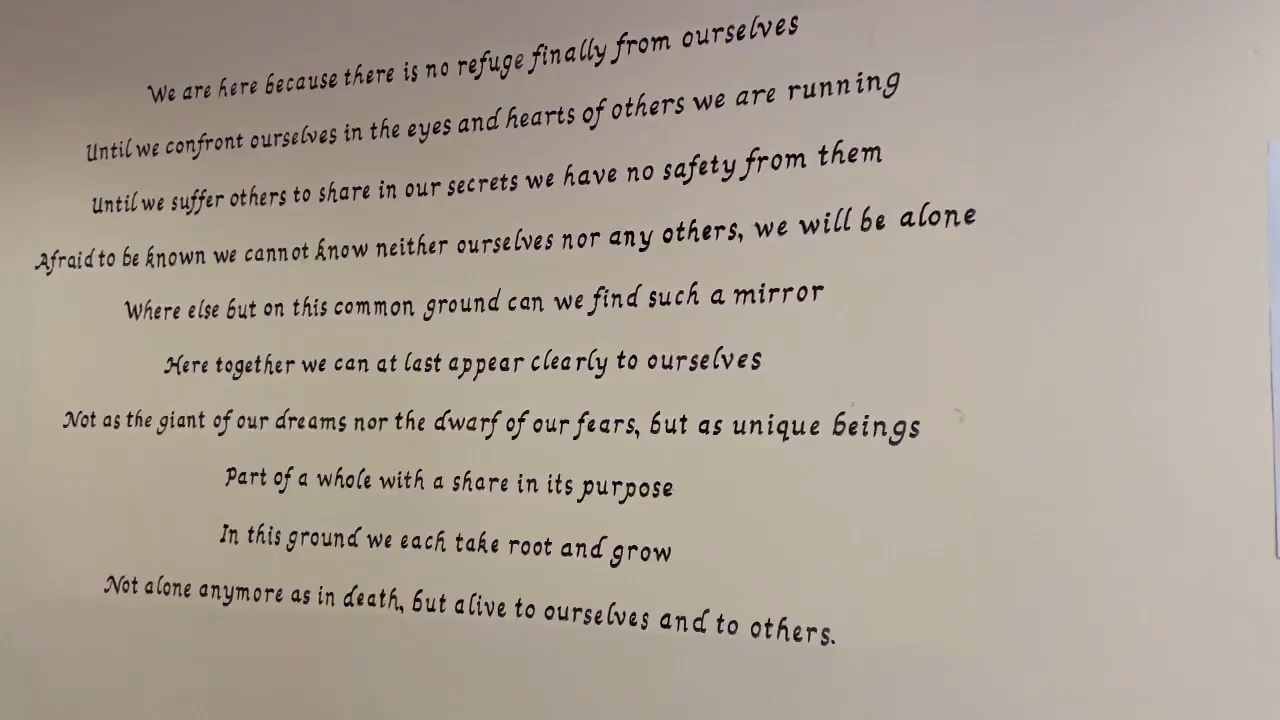 We are here because there is no refuge finally from ourselves
Until we confront ourselves in the eyes and hearts of others we are running
Until we suffer others to share in our secrets we have no safety from them
Afraid to be known we cannot know neither ourselves nor any others, we will be alone
Where else but on this common ground can we find such a mirror
Here together we can at last appear clearly to ourselves
Not as the giant of our dreams nor the dwarf of our fears, but as unique beings
Part of a whole with a share in its purpose
In this ground we each take root and grow
Not alone anymore as in death, but alive to ourselves and to others.